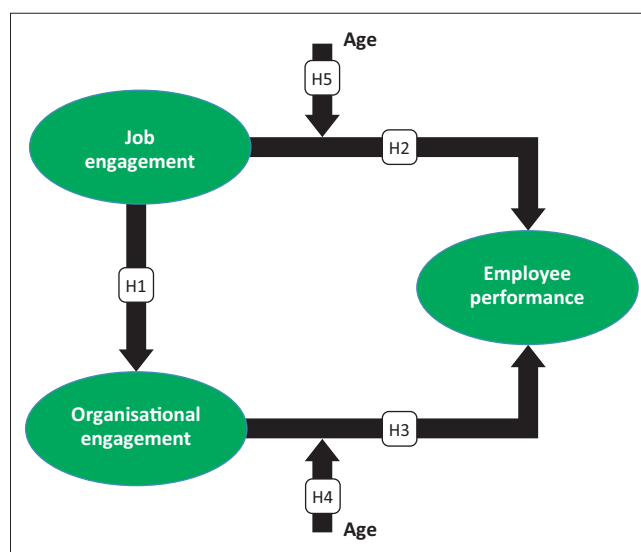 Age
H5
Job
engagement
H2
H1
Employee
performance
Organisational
engagement
H3
H4
Age